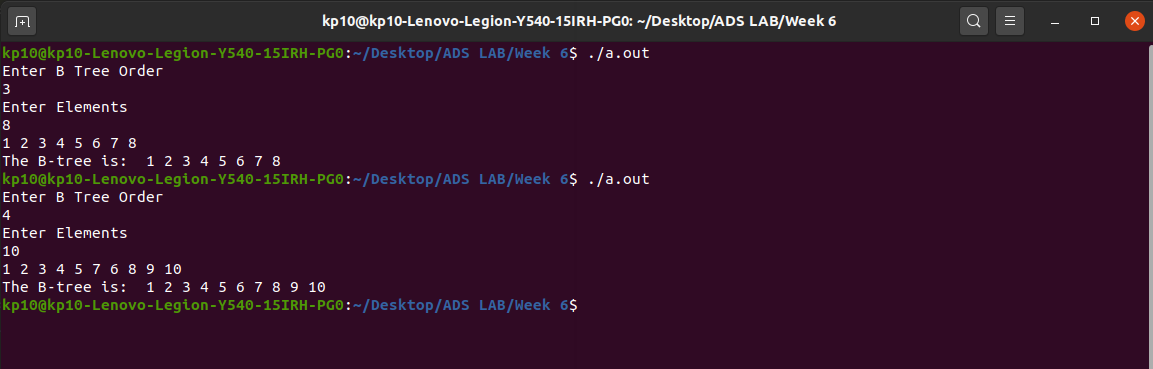 kp10@kp10-Lenovo-Legion-Y540-15IRH-PG0: ~/Desktop/ADS LAB/Week 6
kp10@kp10-Lenovo-Legion-Y540-15IRH-PG0:~/Desktop/ADS LAB/Week 6$ ./a.out
Enter B Tree Order
3
Enter Elements
8
1 2 3 4 5 6 7 8
The B-tree is:  1 2 3 4 5 6 7 8
kp10@kp10-Lenovo-Legion-Y540-15IRH-PG0:~/Desktop/ADS LAB/Week 6$ ./a.out
Enter B Tree Order
4
Enter Elements
10
1 2 3 4 5 7 6 8 9 10
The B-tree is:  1 2 3 4 5 6 7 8 9 10
kp10@kp10-Lenovo-Legion-Y540-15IRH-PG0:~/Desktop/ADS LAB/Week 6$